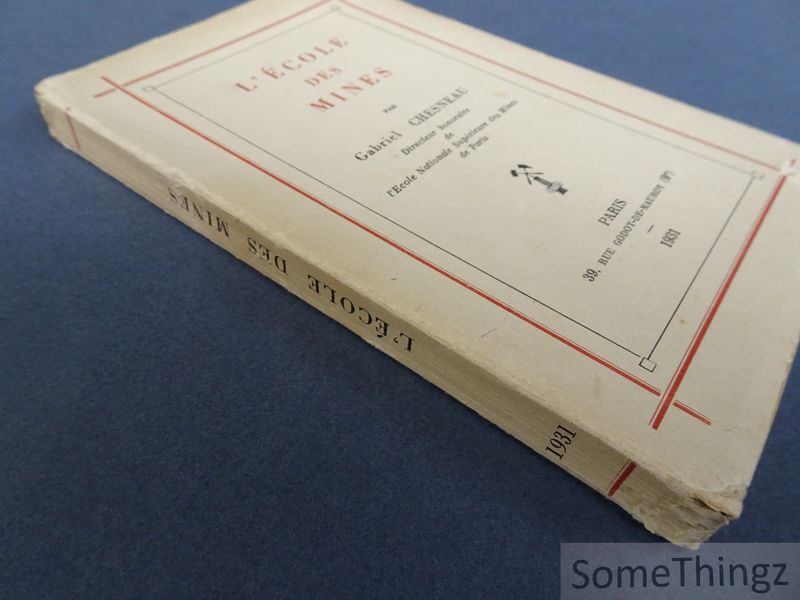 L'ÉCOLE
DES
MINES
PAR
Gabriel CHESNEAU
Directeur honoraire
de
l'Ecole Nationale Supérieure des Mines
de Paris
PARIS
39, RUE GODOT-DE-MAUROY (9e)
1931
L'ÉCOLE DES MINES
1931
SomeThingz